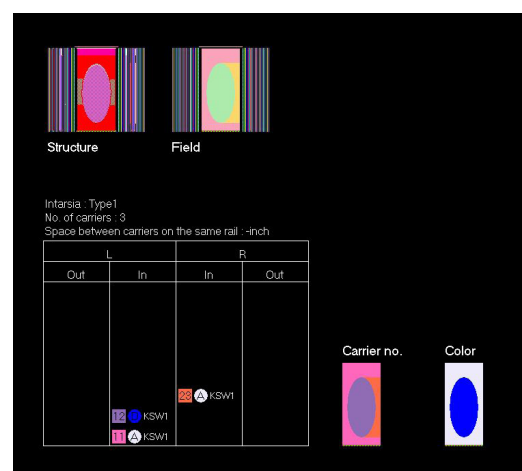 Structure
Field
Intarsia : Type1
No. of carriers : 3
Space between carriers on the same rail : -inch
L R
Out In In Out
Carrier no. Color
23 A KSW1
12 KSW1
11 A KSW1